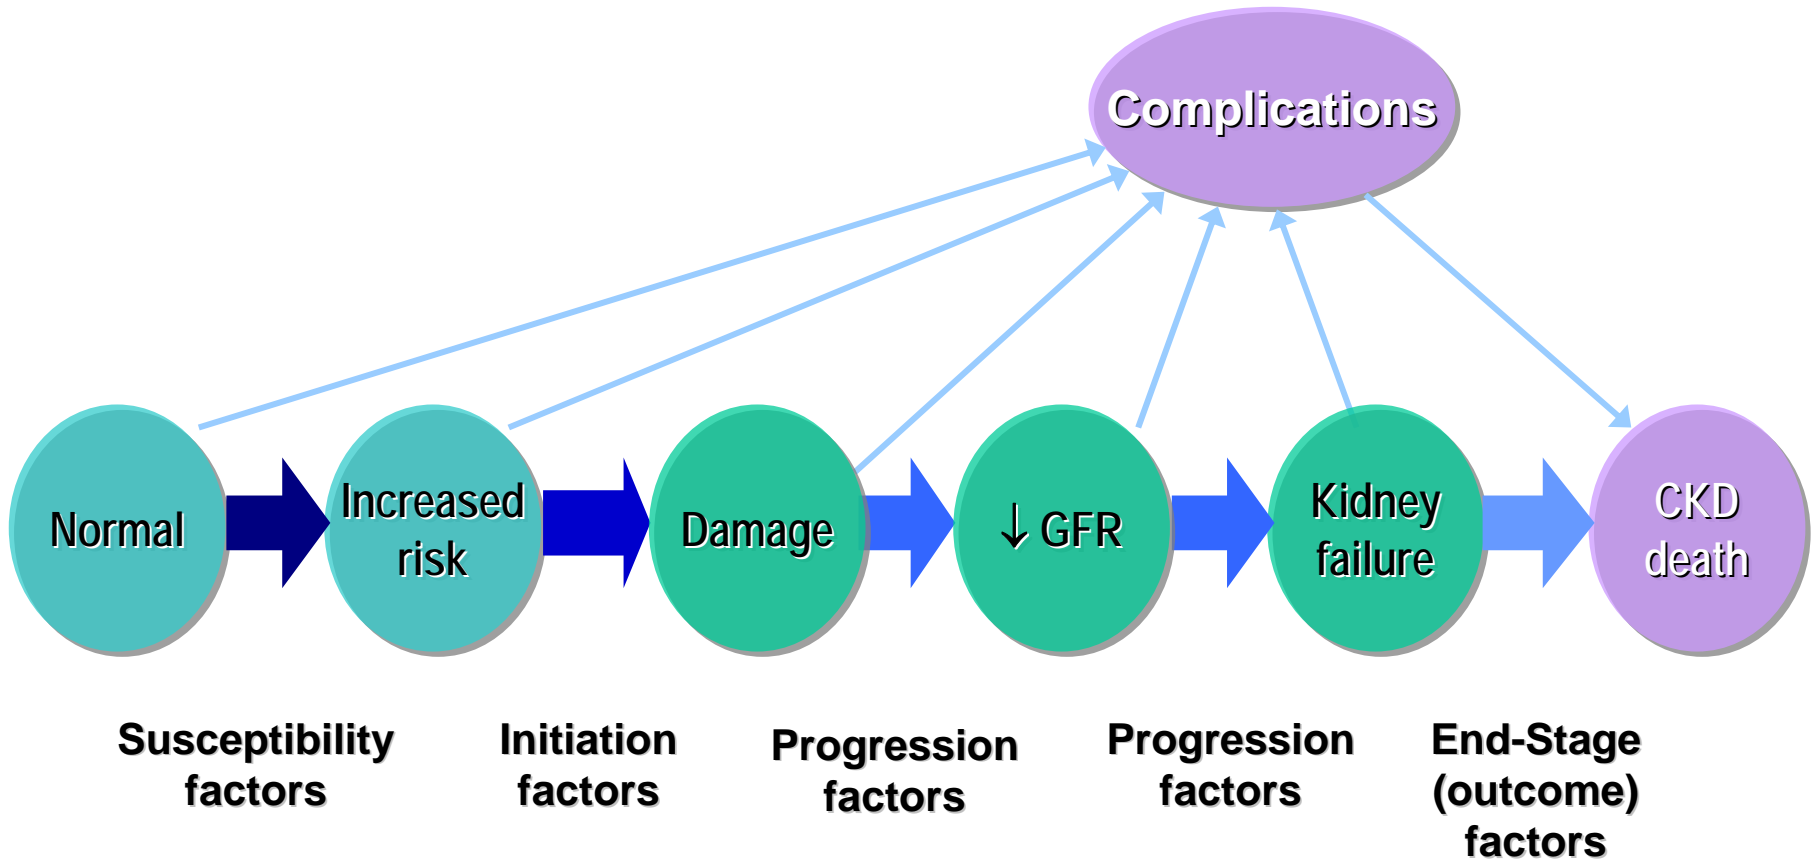 Complications
Normal
Increased
risk
Damage
↓ GFR
Kidney
failure
CKD
death
Susceptibility
factors
Initiation
factors
Progression
factors
Progression
factors
End-Stage
(outcome)
factors